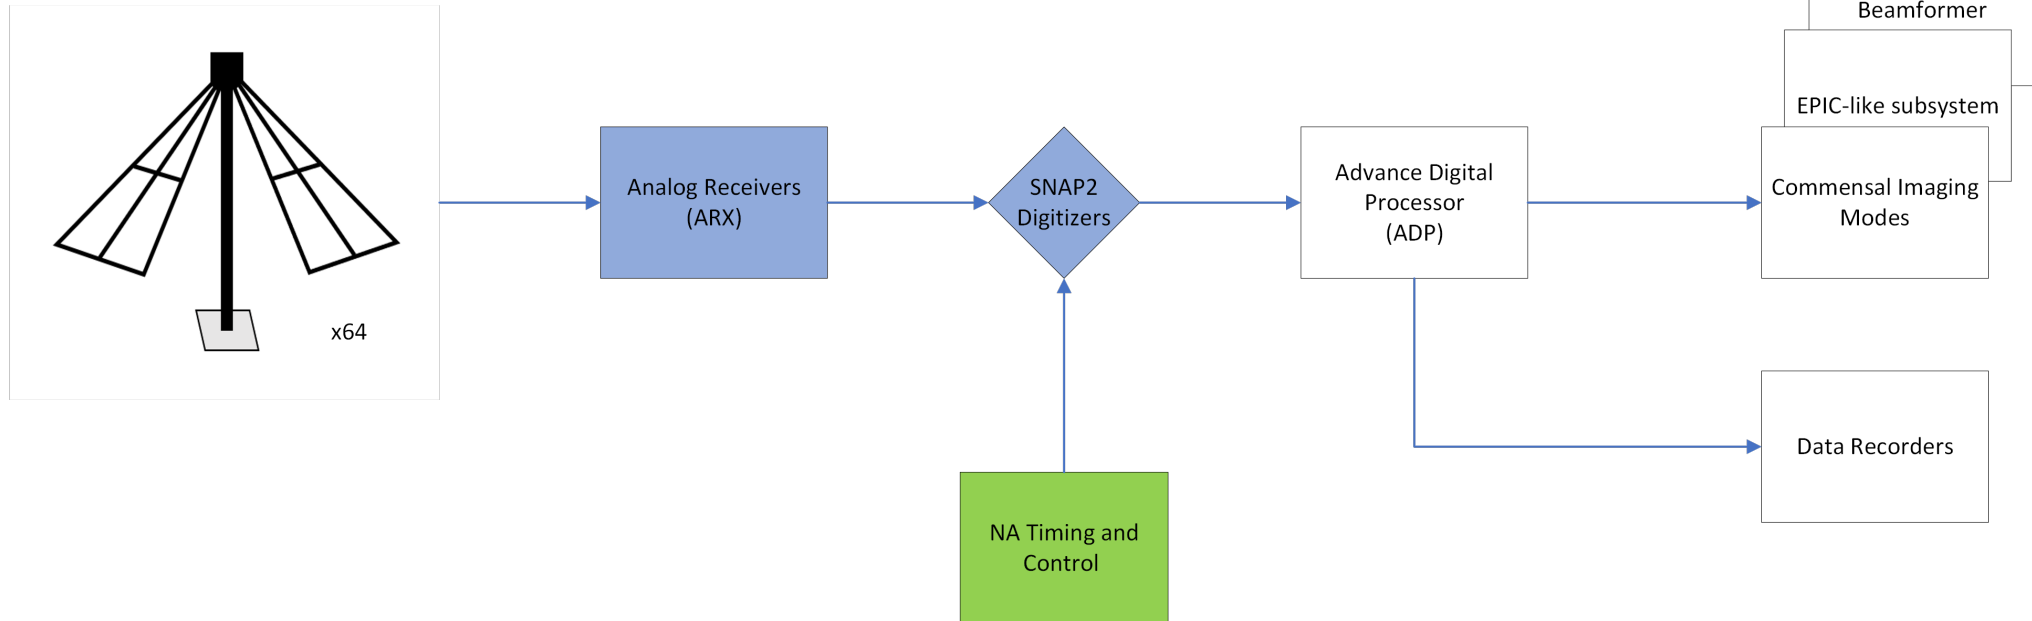 x64
Analog Receivers
(ARX)
SNAP2
Digitizers
NA Timing and
Control
Advance Digital
Processor
(ADP)
Beamformer
EPIC-like subsystem
Commensal Imaging
Modes
Data Recorders